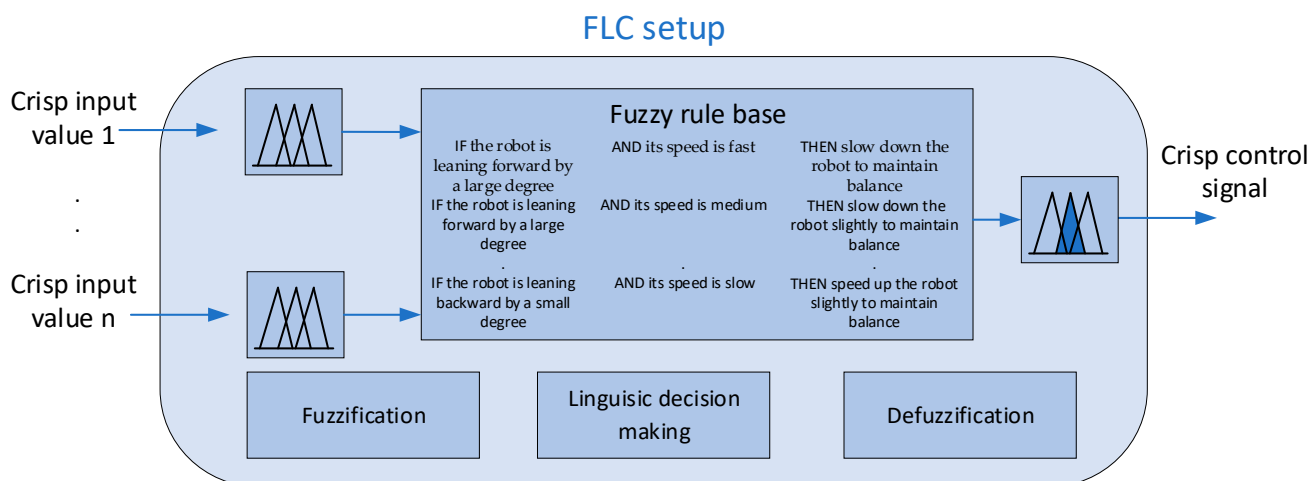 FLC setup
Crisp input
value 1
.
.
Crisp input
value n
Fuzzy rule base
IF the robot is
leaning forward by
a large degree
AND its speed is fast
THEN slow down the
robot to maintain
balance
IF the robot is leaning
forward by a large
degree
AND its speed is medium
THEN slow down the
robot slightly to maintain
balance
.
.
.
IF the robot is leaning
backward by a small
degree
AND its speed is slow
THEN speed up the robot
slightly to maintain
balance
Crisp control
signal
Fuzzification
Linguisic decision
making
Defuzzification